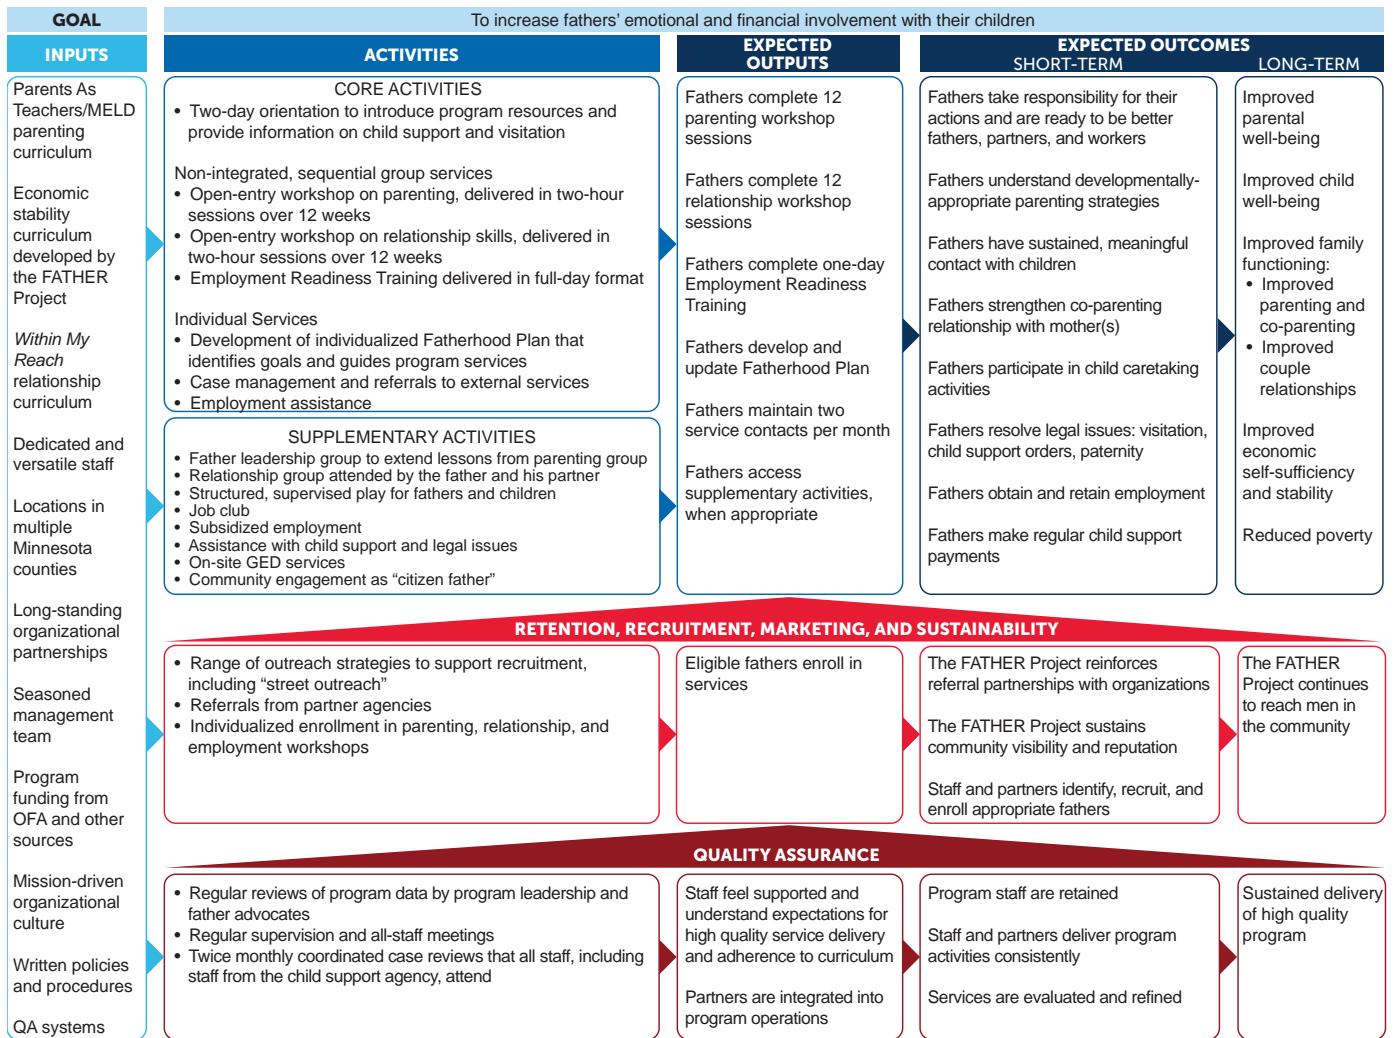 GOAL
To increase fathers' emotional and financial involvement with their children
INPUTS
Parents As
Teachers/MELD
parenting
curriculum
Economic
stability
curriculum
developed by
the FATHER
Project
Within My
Reach
relationship
curriculum
Dedicated and
versatile staff
Locations in
multiple
Minnesota
counties
Long-standing
organizational
partnerships
Seasoned
management
team
Program
funding from
OFA and other
sources
Mission-driven
organizational
culture
Written policies
and procedures
QA systems
ACTIVITIES
CORE ACTIVITIES
• Two-day orientation to introduce program resources and
provide information on child support and visitation
Non-integrated, sequential group services
• Open-entry workshop on parenting, delivered in two-hour
sessions over 12 weeks
• Open-entry workshop on relationship skills, delivered in
two-hour sessions over 12 weeks
• Employment Readiness Training delivered in full-day format
Individual Services
• Development of individualized Fatherhood Plan that
identifies goals and guides program services
• Case management and referrals to external services
• Employment assistance
SUPPLEMENTARY ACTIVITIES
• Father leadership group to extend lessons from parenting group
• Relationship group attended by the father and his partner
• Structured, supervised play for fathers and children
• Job club
• Subsidized employment
• Assistance with child support and legal issues
• On-site GED services
• Community engagement as “citizen father”
EXPECTED
OUTPUTS
Fathers complete 12
parenting workshop
sessions
Fathers complete 12
relationship workshop
sessions
Fathers complete one-day
Employment Readiness
Training
Fathers develop and
update Fatherhood Plan
Fathers maintain two
service contacts per month
Fathers access
supplementary activities,
when appropriate
EXPECTED OUTCOMES
SHORT-TERM
LONG-TERM
Fathers take responsibility for their
actions and are ready to be better
fathers, partners, and workers
Fathers understand developmentally-
appropriate parenting strategies
Fathers have sustained, meaningful
contact with children
Fathers strengthen co-parenting
relationship with mother(s)
Fathers participate in child caretaking
activities
Fathers resolve legal issues: visitation,
child support orders, paternity
Fathers obtain and retain employment
Fathers make regular child support
payments
Improved
parental
well-being
Improved child
well-being
Improved family
functioning:
• Improved
parenting and
co-parenting
• Improved
couple
relationships
Improved
economic
self-sufficiency
and stability
Reduced poverty
RETENTION, RECRUITMENT, MARKETING, AND SUSTAINABILITY
• Range of outreach strategies to support recruitment,
including “street outreach”
• Referrals from partner agencies
• Individualized enrollment in parenting, relationship, and
employment workshops
Eligible fathers enroll in
services
The FATHER Project reinforces
referral partnerships with organizations
The FATHER Project sustains
community visibility and reputation
Staff and partners identify, recruit, and
enroll appropriate fathers
The FATHER
Project continues
to reach men in
the community
QUALITY ASSURANCE
• Regular reviews of program data by program leadership and
father advocates
• Regular supervision and all-staff meetings
• Twice monthly coordinated case reviews that all staff, including
staff from the child support agency, attend
Staff feel supported and
understand expectations for
high quality service delivery
and adherence to curriculum
Partners are integrated into
program operations
Program staff are retained
Staff and partners deliver program
activities consistently
Services are evaluated and refined
Sustained delivery
of high quality
program